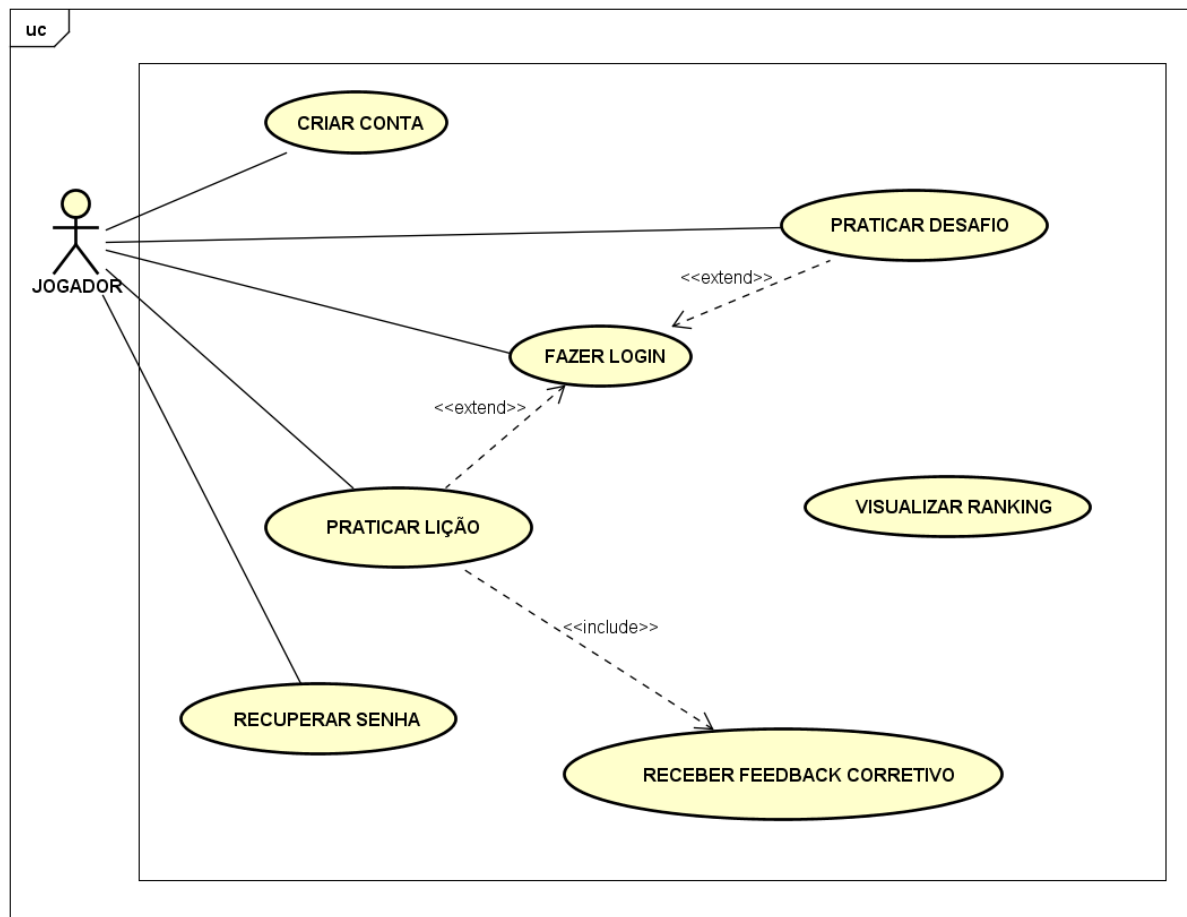 uc
CRIAR CONTA
PRATICAR DESAFIO
<<extend>>
JOGADOR
FAZER LOGIN
<<extend>>
VISUALIZAR RANKING
PRATICAR LIÇÃO
<<include>>
RECUPERAR SENHA
RECEBER FEEDBACK CORRETIVO